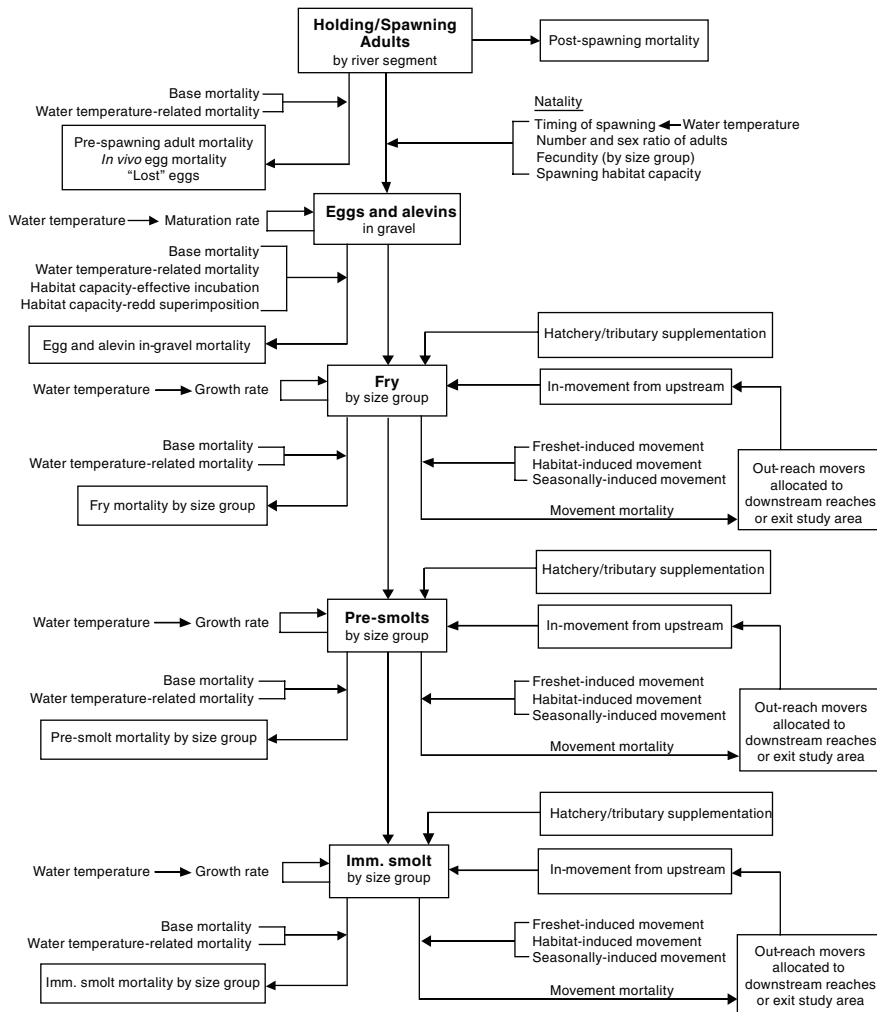 Holding/Spawning
Adults
by river segment
Post-spawning mortality
Base mortality
Water temperature-related mortality
Natality
Timing of spawning
Water temperature
Number and sex ratio of adults
Fecundity (by size group)
Spawning habitat capacity
Pre-spawning adult mortality
In vivo egg mortality
“Lost” eggs
Water temperature
Maturation rate
Eggs and alevins
in gravel
Base mortality
Water temperature-related mortality
Habitat capacity-effective incubation
Habitat capacity-redd superimposition
Egg and alevin in-gravel mortality
Hatchery/tributary supplementation
Water temperature
Growth rate
Fry
by size group
In-movement from upstream
Base mortality
Water temperature-related mortality
Freshet-induced movement
Habitat-induced movement
Seasonally-induced movement
Out-reach movers
allocated to
downstream reaches
or exit study area
Fry mortality by size group
Movement mortality
Hatchery/tributary supplementation
Water temperature
Growth rate
Pre-smolts
by size group
In-movement from upstream
Base mortality
Water temperature-related mortality
Freshet-induced movement
Habitat-induced movement
Seasonally-induced movement
Out-reach movers
allocated to
downstream reaches
or exit study area
Pre-smolt mortality by size group
Movement mortality
Hatchery/tributary supplementation
Water temperature
Growth rate
Imm. smolt
by size group
In-movement from upstream
Base mortality
Water temperature-related mortality
Freshet-induced movement
Habitat-induced movement
Seasonally-induced movement
Out-reach movers
allocated to
downstream reaches
or exit study area
Imm. smolt mortality by size group
Movement mortality